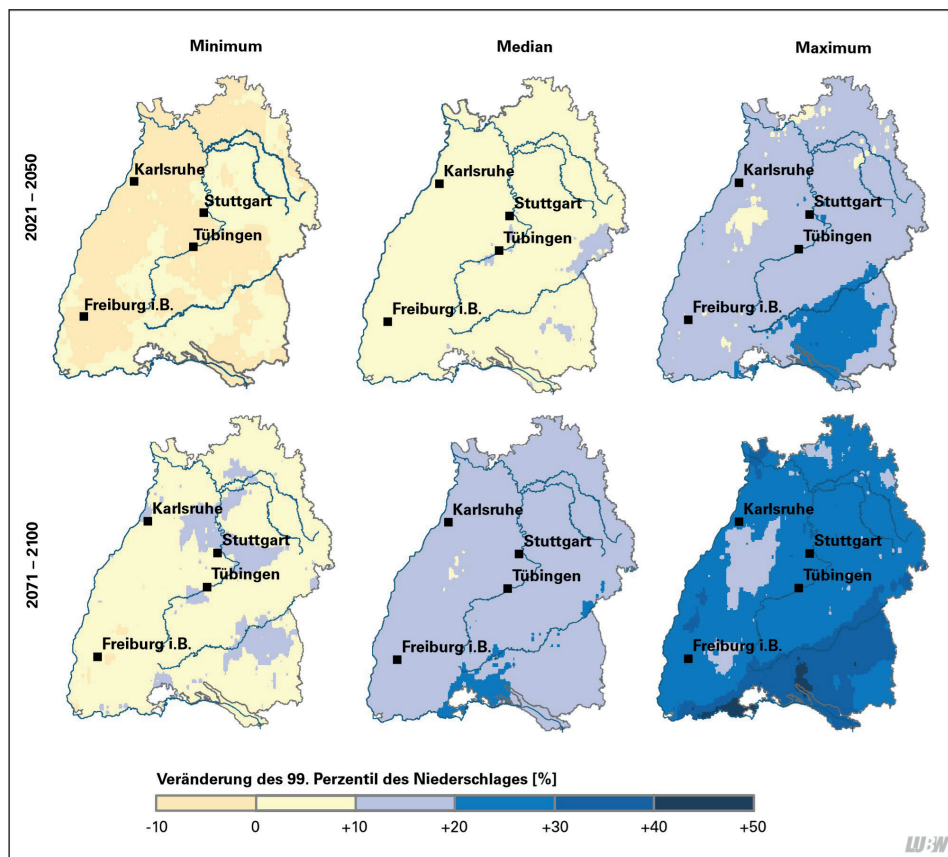 Minimum
Median
Maximum
2021 – 2050
Karlsruhe
Stuttgart
Tübingen
Freiburg i.B.
Karlsruhe
Stuttgart
Tübingen
Freiburg i.B.
Karlsruhe
Stuttgart
Tübingen
Freiburg i.B.
2071 – 2100
Karlsruhe
Stuttgart
Tübingen
Freiburg i.B.
Karlsruhe
Stuttgart
Tübingen
Freiburg i.B.
Karlsruhe
Stuttgart
Tübingen
Freiburg i.B.
Veränderung des 99. Perzentil des Niederschlages [%]
-10 0 +10 +20 +30 +40 +50
LUBW